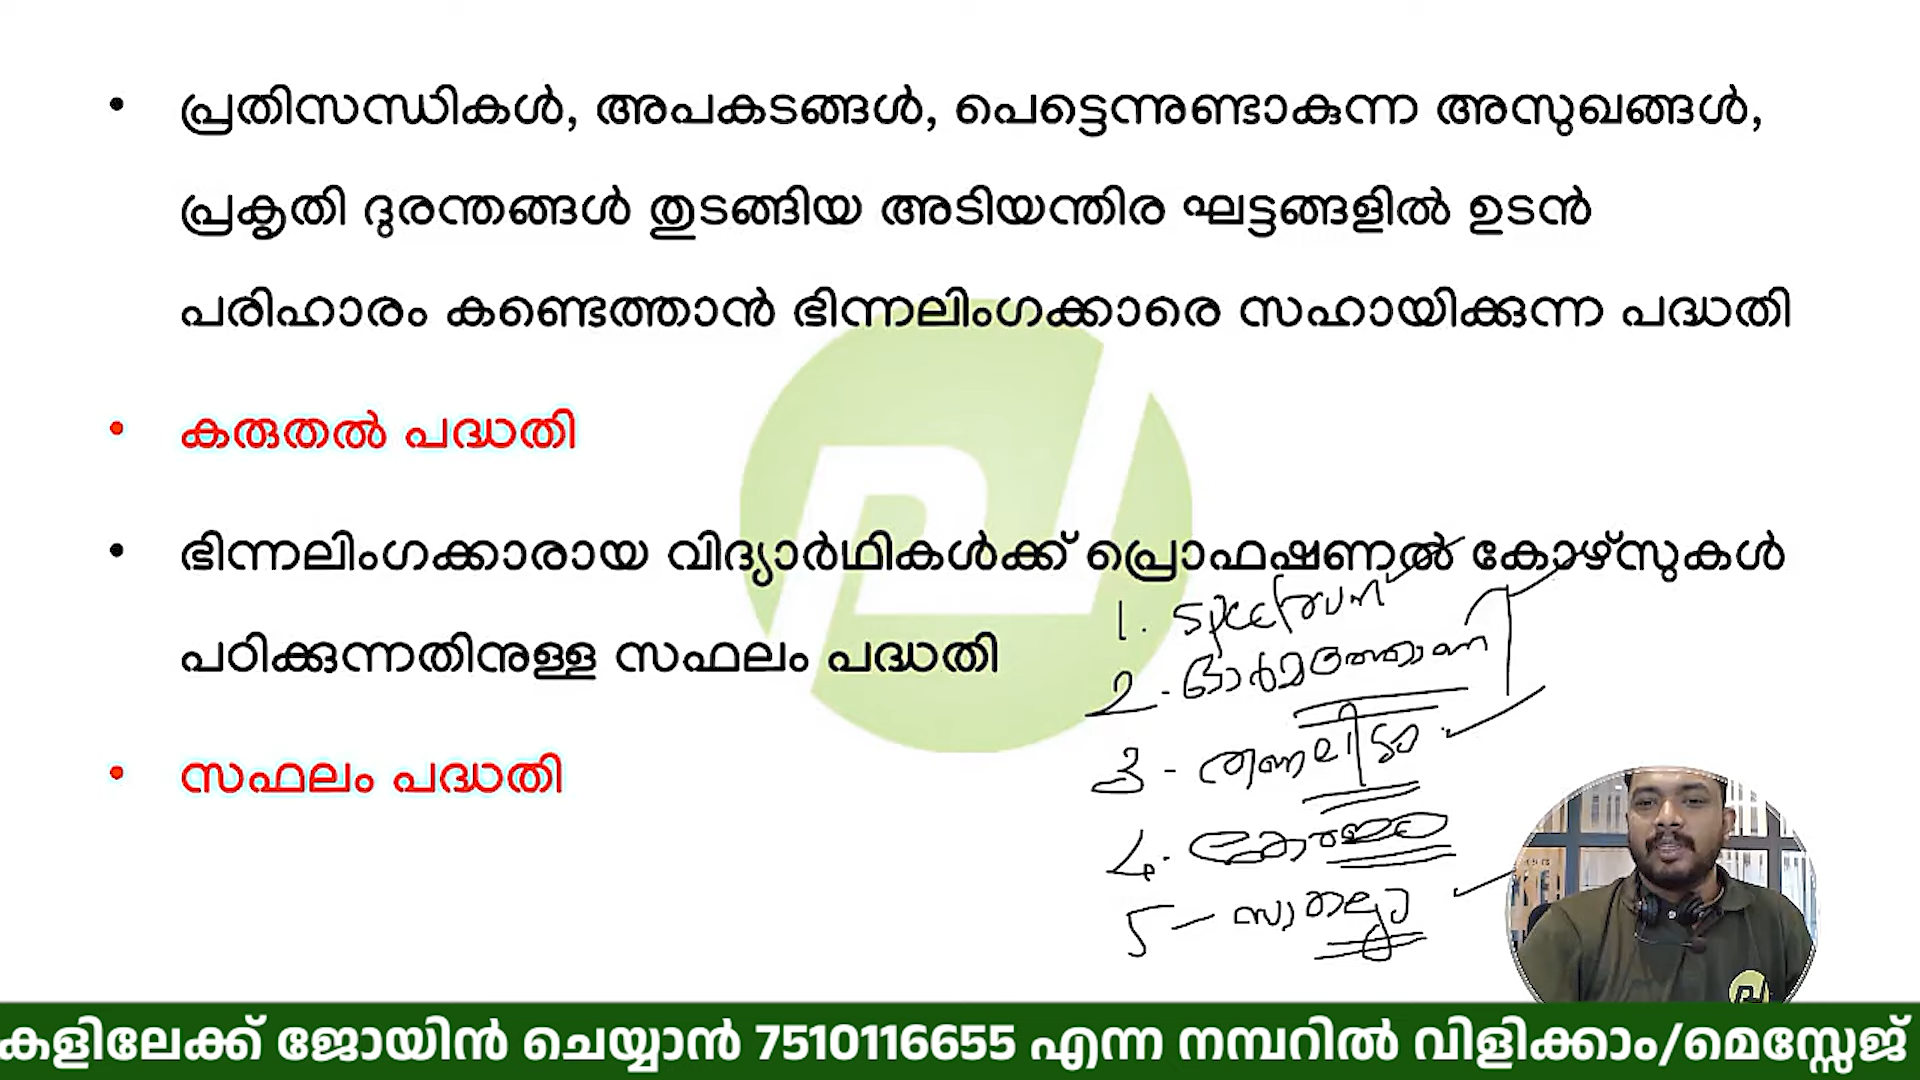 • പ്രതിസന്ധികൾ, അപകടങ്ങൾ, പെട്ടെന്നുണ്ടാകുന്ന അസുഖങ്ങൾ,
പ്രകൃതി ദുരന്തങ്ങൾ തുടങ്ങിയ അടിയന്തിര ഘട്ടങ്ങളിൽ ഉടൻ
പരിഹാരം കണ്ടെത്താൻ ഭിന്നലിംഗക്കാരെ സഹായിക്കുന്ന പദ്ധതി
• കരുതൽ പദ്ധതി
• ഭിന്നലിംഗക്കാരായ വിദ്യാർഥികൾക്ക് പ്രൊഫഷണൽ കോഴ്സുകൾ
പഠിക്കുന്നതിനുള്ള സഫലം പദ്ധതി
• സഫലം പദ്ധതി
1. spectrum
2 -
3 -
4.
5 -
കളിലേക്ക് ജോയിൻ ചെയ്യാൻ 7510116655 എന്ന നമ്പറിൽ വിളിക്കാം/മെസ്സേജ്